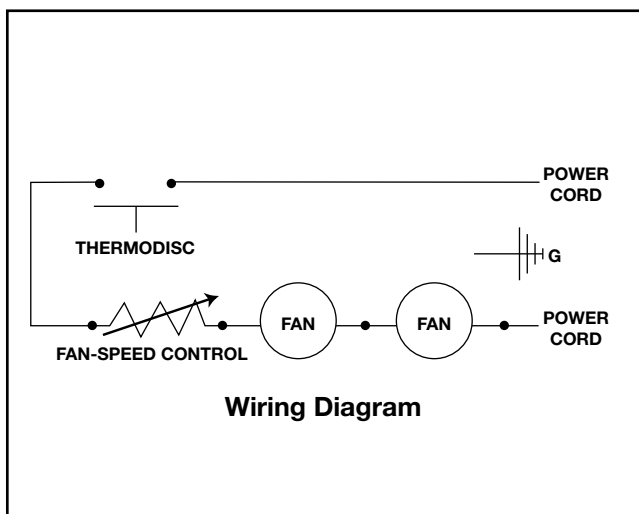 POWER
CORD
THERMODISC
G
FAN
FAN
POWER
CORD
FAN-SPEED CONTROL
Wiring Diagram